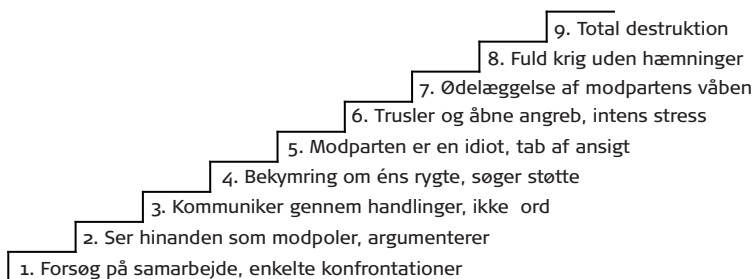 9. Total destruktion
8. Fuld krig uden hæmninger
7. Ødelæggelse af modpartens våben
6. Trusler og åbne angreb, intens stress
5. Modparten er en idiot, tab af ansigt
4. Bekymring om éns rygte, søger støtte
3. Kommuniker gennem handlinger, ikke ord
2. Ser hinanden som modpoler, argumenterer
1. Forsøg på samarbejde, enkelte konfrontationer